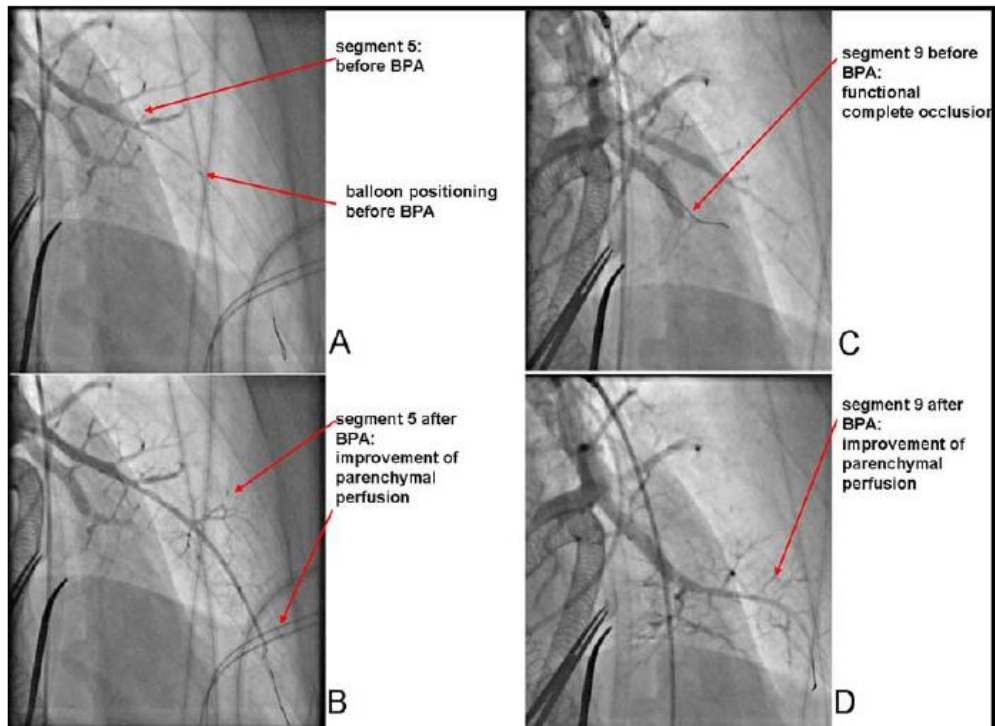 segment 5:
before BPA
balloon positioning
before BPA
A
segment 9 before
BPA:
functional
complete occlusion
C
segment 5 after
BPA:
improvement of
parenchymal
perfusion
B
segment 9 after
BPA:
improvement of
parenchymal
perfusion
D